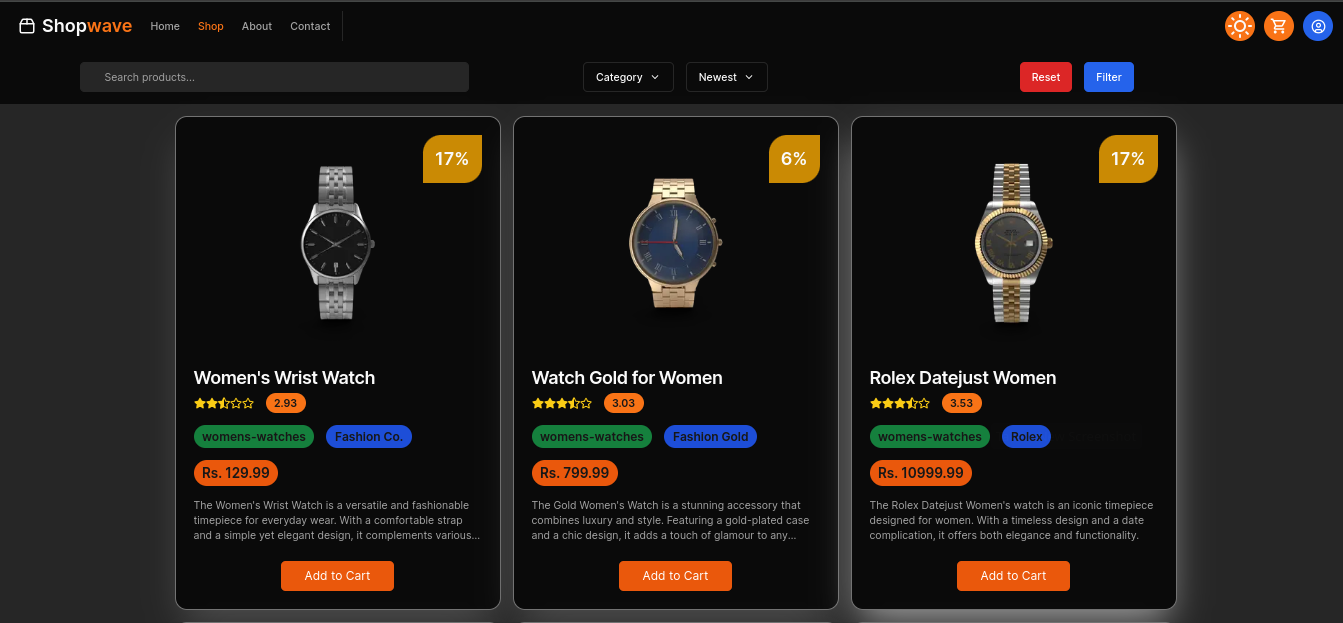 Shopwave Home Shop About Contact
Search products... Category Newest Reset Filter
17%
6%
17%
Women's Wrist Watch
2.93
womens-watches Fashion Co.
Rs. 129.99
The Women's Wrist Watch is a versatile and fashionable
timepiece for everyday wear. With a comfortable strap
and a simple yet elegant design, it complements various...
Add to Cart
Watch Gold for Women
3.03
womens-watches Fashion Gold
Rs. 799.99
The Gold Women's Watch is a stunning accessory that
combines luxury and style. Featuring a gold-plated case
and a chic design, it adds a touch of glamour to any...
Add to Cart
Rolex Datejust Women
3.53
womens-watches Rolex
Rs. 10999.99
The Rolex Datejust Women's watch is an iconic timepiece
designed for women. With a timeless design and a date
complication, it offers both elegance and functionality.
Add to Cart